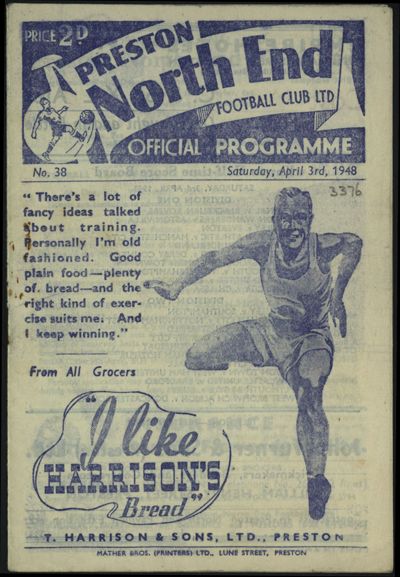 PRICE 2D
PRESTON
North End
FOOTBALL CLUB LTD
OFFICIAL PROGRAMME
No. 38
Saturday, April 3rd, 1948
3376
"There's a lot of
fancy ideas talked
about training.
Personally I'm old
fashioned. Good
plain food—plenty
of bread—and the
right kind of exer-
cise suits me. And
I keep winning."
From All Grocers
"I like
HARRISON'S
Bread"
T. HARRISON & SONS, LTD., PRESTON
MATHER BROS. (PRINTERS) LTD., LUNE STREET, PRESTON